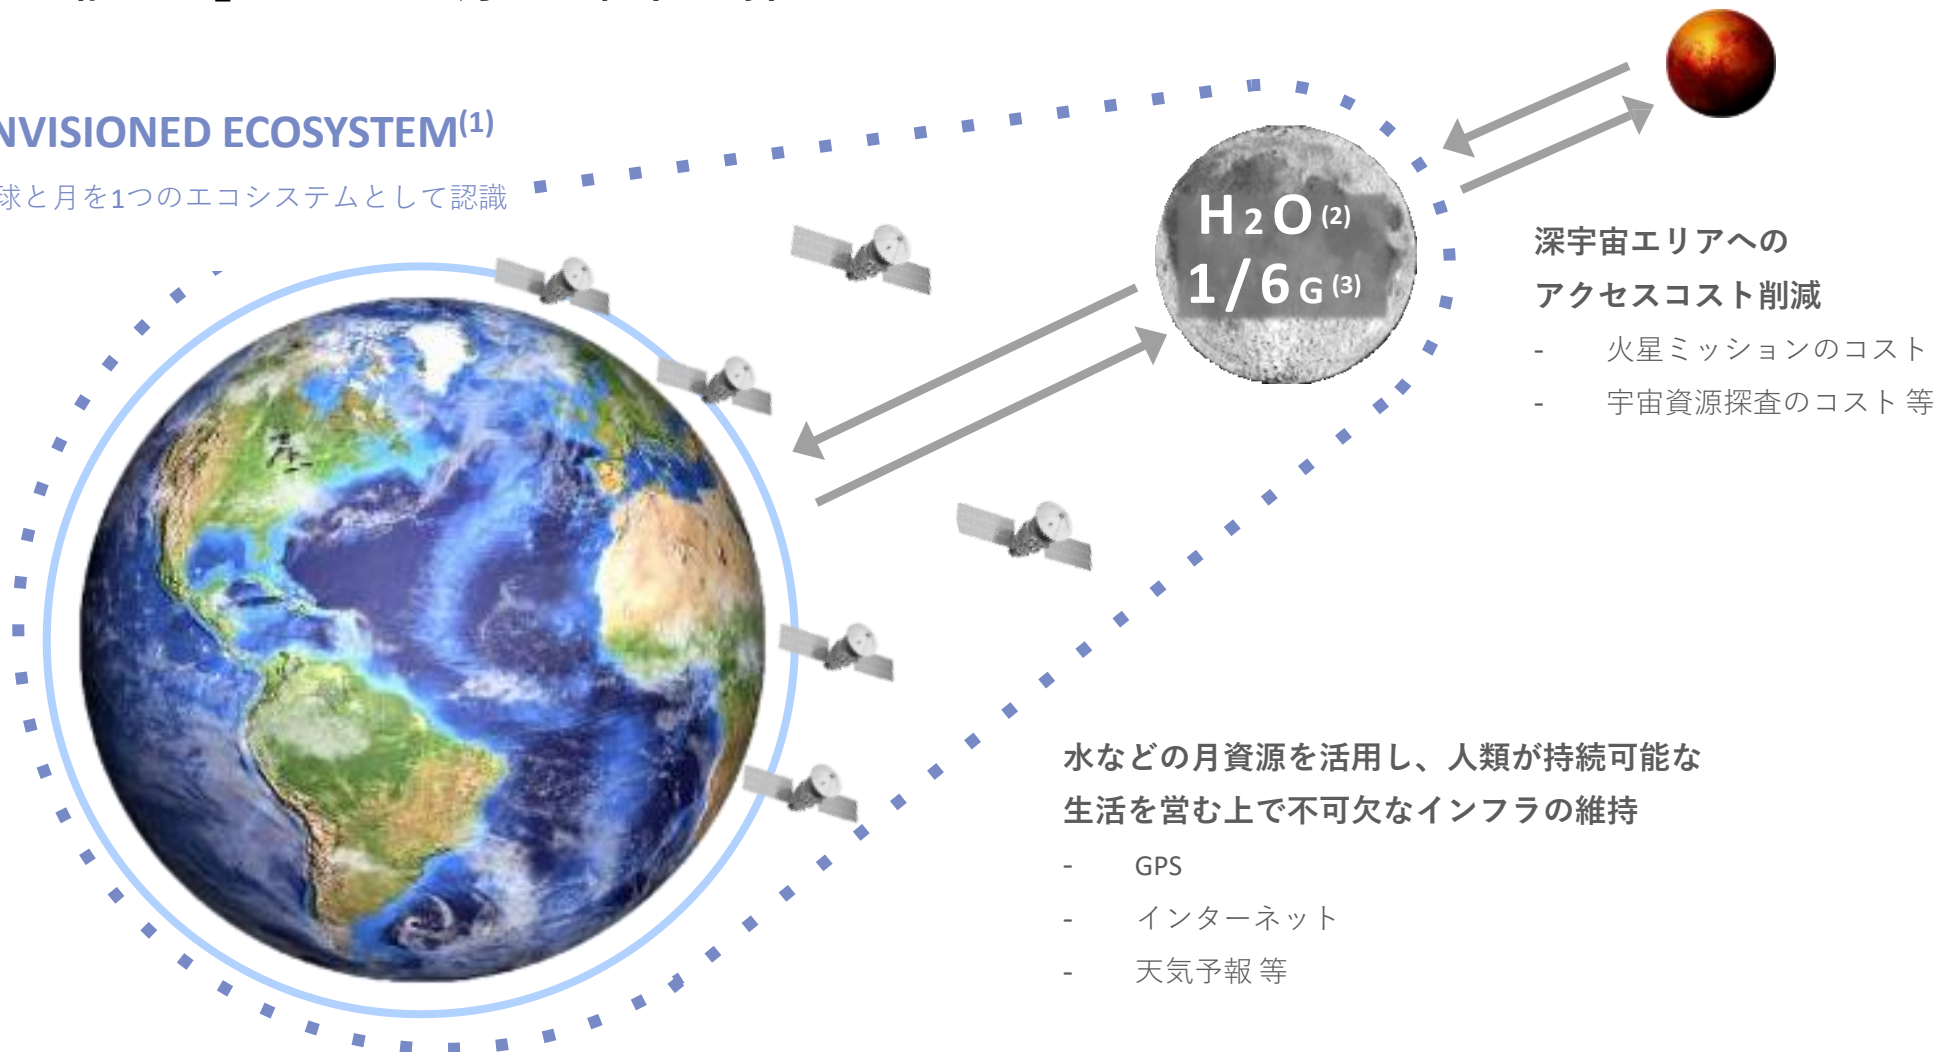 NVISIONED ECOSYSTEM(1)
球と月を1つのエコシステムとして認識
H2O(2)
1/6G(3)
深宇宙エリアへの
アクセスコスト削減
- 火星ミッションのコスト
- 宇宙資源探査のコスト 等
水などの月資源を活用し、人類が持続可能な
生活を営む上で不可欠なインフラの維持
- GPS
- インターネット
- 天気予報 等